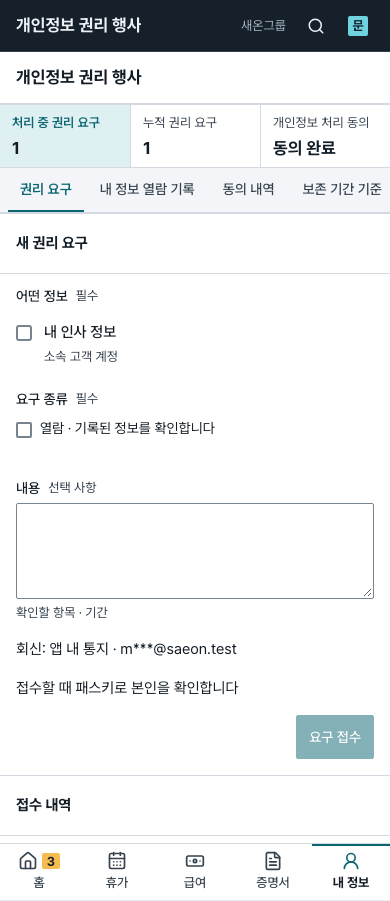 개인정보 권리 행사
새온그룹
문
개인정보 권리 행사
처리 중 권리 요구
1
누적 권리 요구
1
개인정보 처리 동의
동의 완료
권리 요구
내 정보 열람 기록
동의 내역
보존 기간 기준
새 권리 요구
어떤 정보 필수
내 인사 정보
소속 고객 계정
요구 종류 필수
열람 · 기록된 정보를 확인합니다
내용 선택 사항
확인할 항목 · 기간
회신: 앱 내 통지 · m***@saeon.test
접수할 때 패스키로 본인을 확인합니다
요구 접수
접수 내역
3
홈
휴가
급여
증명서
내 정보